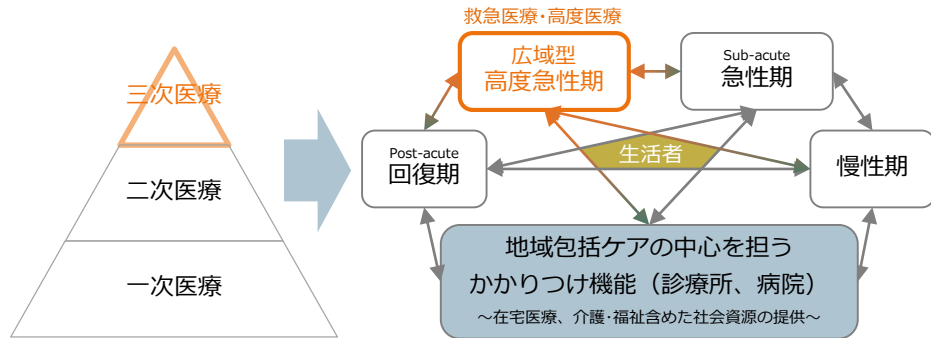 三次医療
二次医療
一次医療
救急医療・高度医療
広域型
高度急性期
Sub-acute
急性期
Post-acute
回復期
生活者
慢性期
地域包括ケアの中心を担う
かかりつけ機能（診療所、病院）
～在宅医療、介護・福祉含めた社会資源の提供～